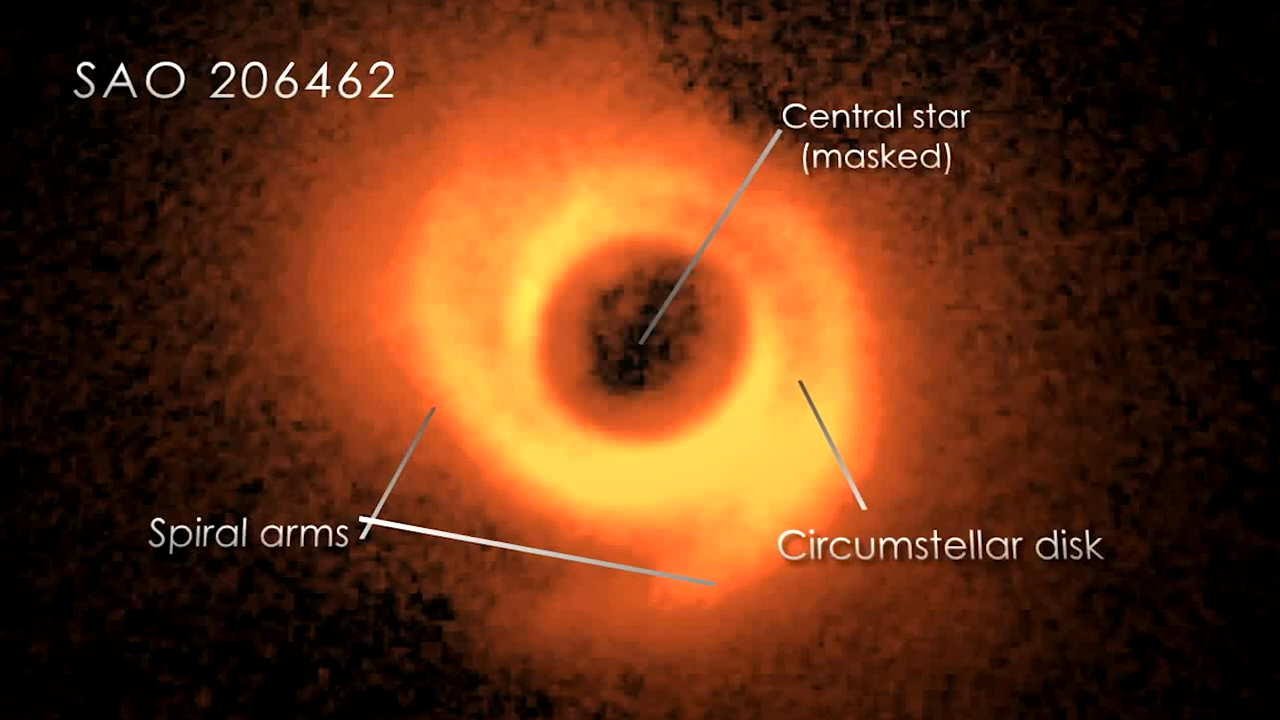 SAO 206462
Central star
(masked)
Spiral arms
Circumstellar disk